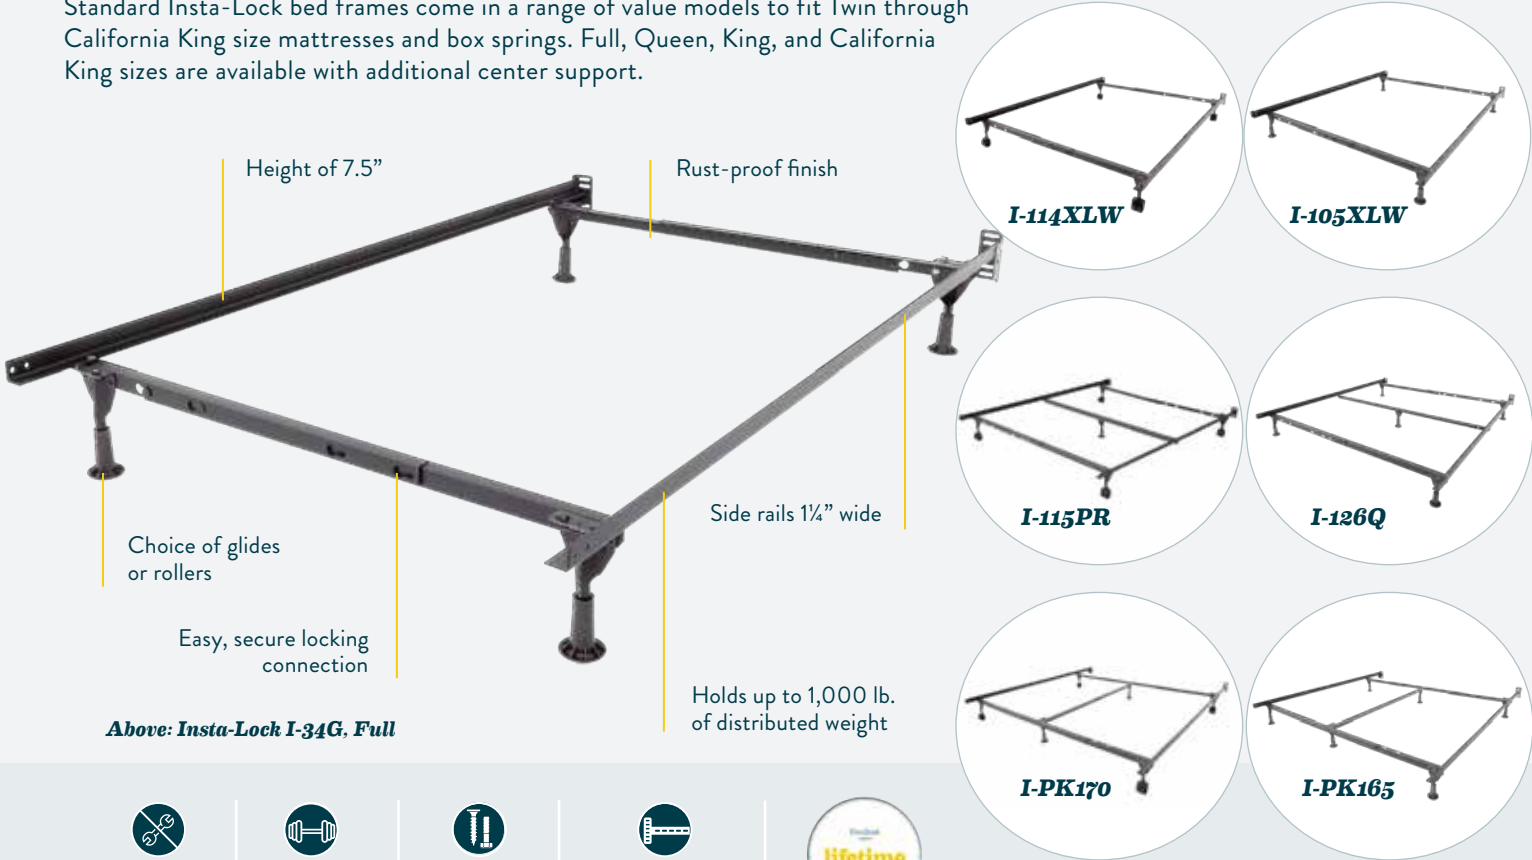 Standard Insta-Lock bed frames come in a range of value models to fit Twin through
California King size mattresses and box springs. Full, Queen, King, and California
King sizes are available with additional center support.
Height of 7.5”
Rust-proof finish
Side rails 1¼” wide
Choice of glides
or rollers
Easy, secure locking
connection
Holds up to 1,000 lb.
of distributed weight
Above: Insta-Lock I-34G, Full
I-114XLW
I-105XLW
I-115PR
I-126Q
I-PK170
I-PK165
lifetime